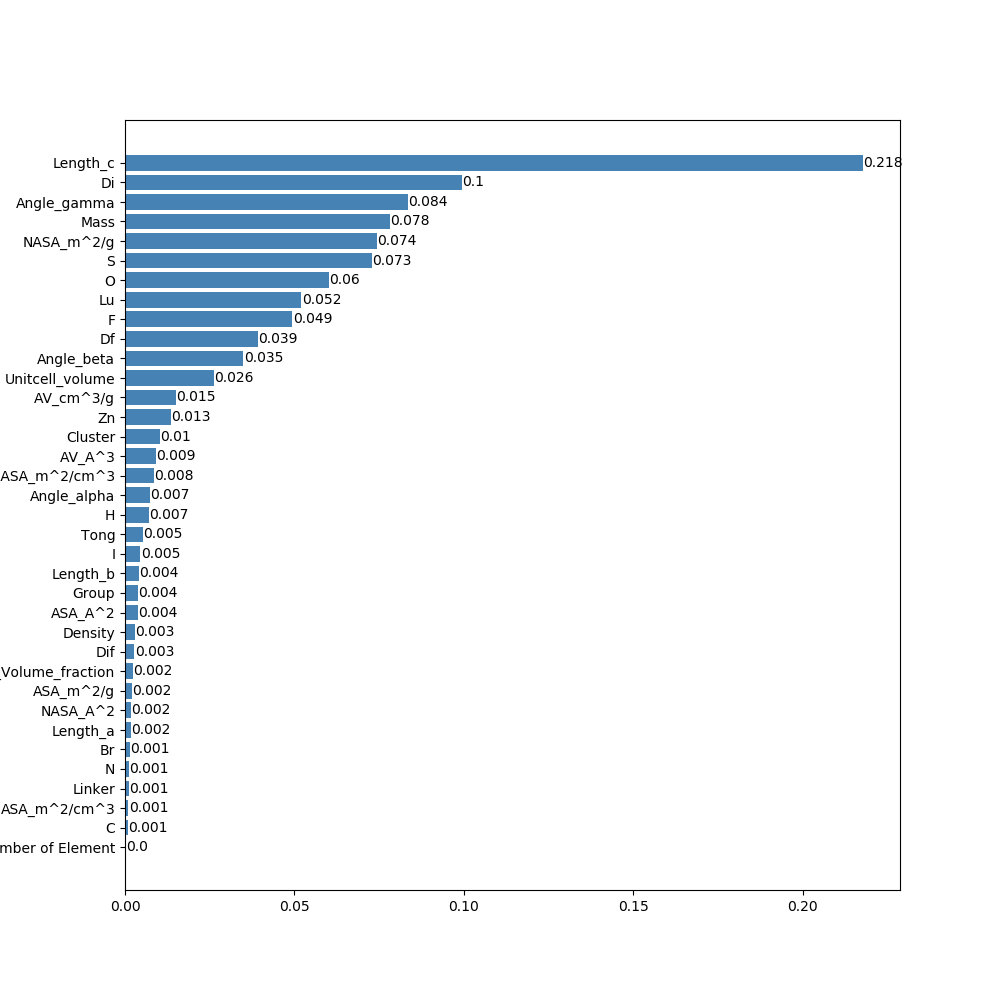 Length_c 0.218
Di 0.1
Angle_gamma 0.084
Mass 0.078
NASA_m^2/g 0.074
S 0.073
O 0.06
Lu 0.052
F 0.049
Df 0.039
Angle_beta 0.035
Unitcell_volume 0.026
AV_cm^3/g 0.015
Zn 0.013
Cluster 0.01
AV_A^3 0.009
ASA_m^2/cm^3 0.008
Angle_alpha 0.007
H 0.007
Tong 0.005
I 0.005
Length_b 0.004
Group 0.004
ASA_A^2 0.004
Density 0.003
Dif 0.003
_Volume_fraction 0.002
ASA_m^2/g 0.002
NASA_A^2 0.002
Length_a 0.002
Br 0.001
N 0.001
Linker 0.001
ASA_m^2/cm^3 0.001
C 0.001
mber of Element 0.0
0.00 0.05 0.10 0.15 0.20